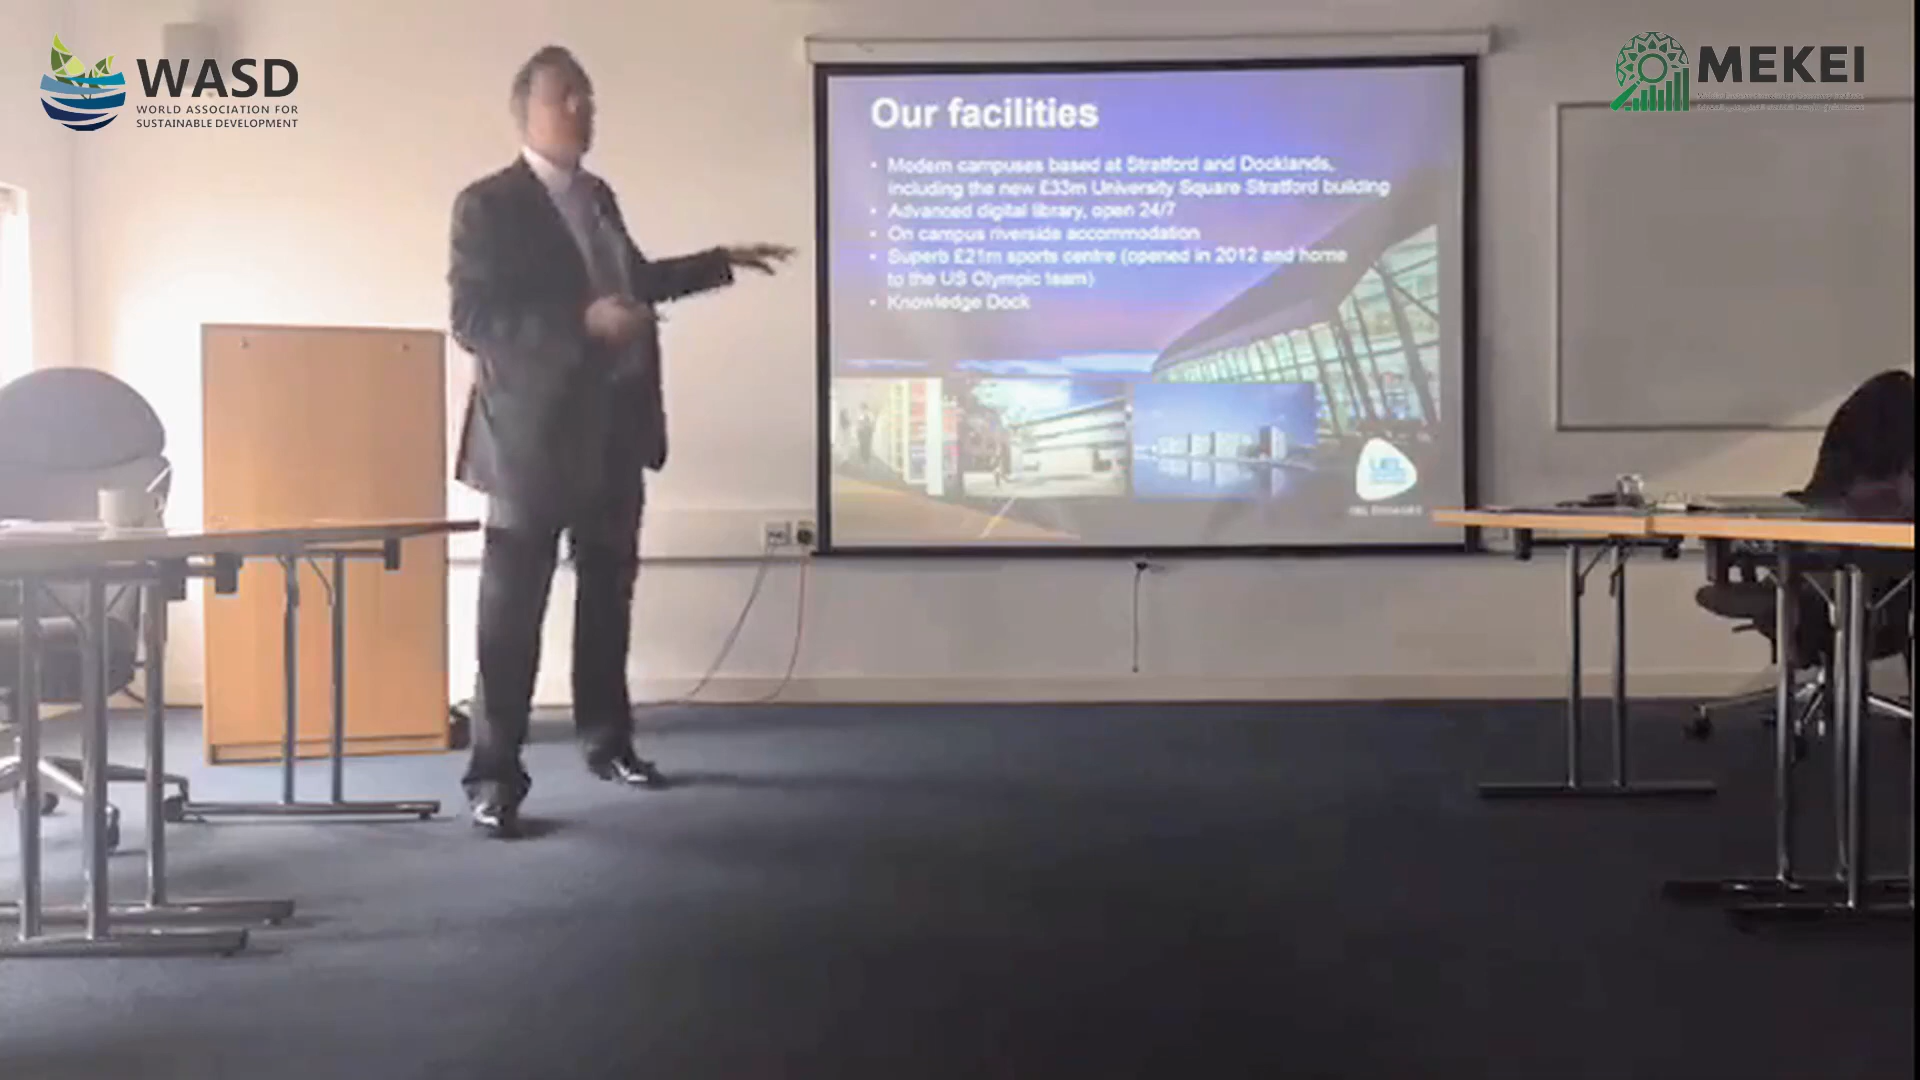 WASD
WORLD ASSOCIATION FOR
SUSTAINABLE DEVELOPMENT
MEKEI
Our facilities
• Modern campuses based at Stratford and Docklands,
including the new £33m University Square Stratford building
• Advanced digital library, open 24/7
• On campus riverside accommodation
• Superb £21m sports centre (opened in 2012 and home
to the US Olympic team)
• Knowledge Dock
UEL